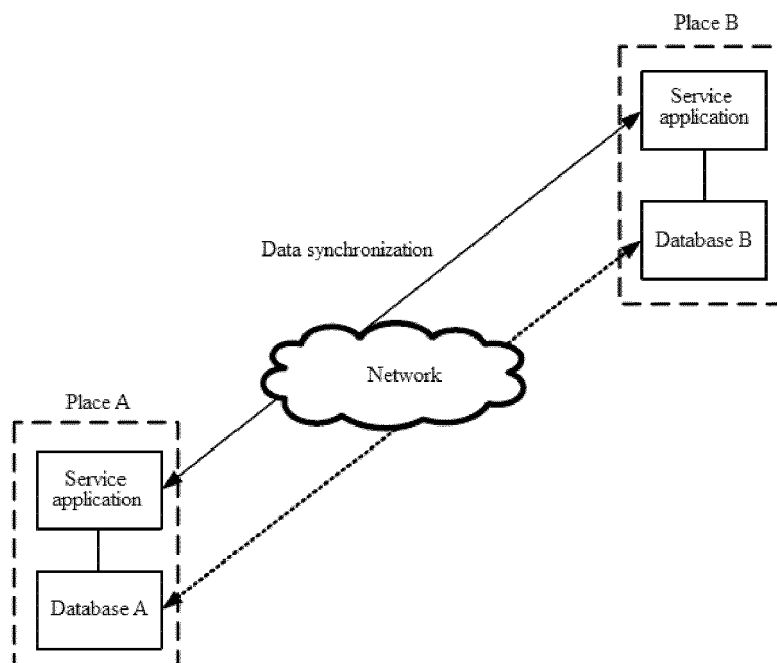 Place B
Service
application
Database B
Data synchronization
Network
Place A
Service
application
Database A